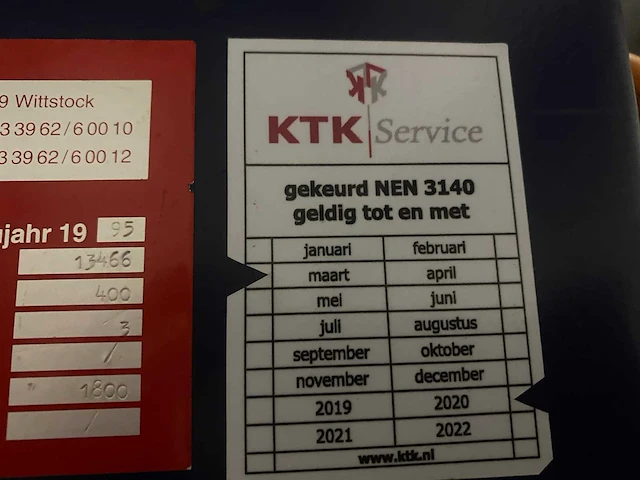 9 Wittstock
3 39 62 / 6 00 10
3 39 62 / 6 00 12
ujahr 19 95
13466
400
3
/
1800
/
KTK Service
gekeurd NEN 3140
geldig tot en met
januari februari
maart april
mei juni
juli augustus
september oktober
november december
2019 2020
2021 2022
www.ktk.nl